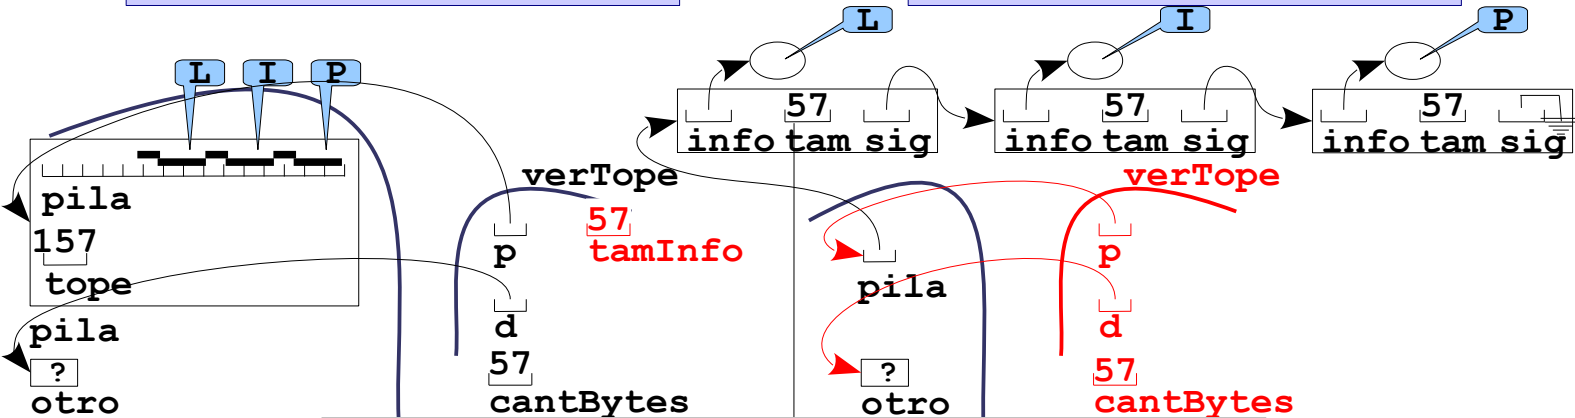 L I P
pila
157
tope
pila
?
otro
verTope
p
57
tamInfo
d
57
cantBytes
L
57
info tam sig
I
57
info tam sig
P
57
info tam sig
pila
?
otro
verTope
p
d
57
cantBytes